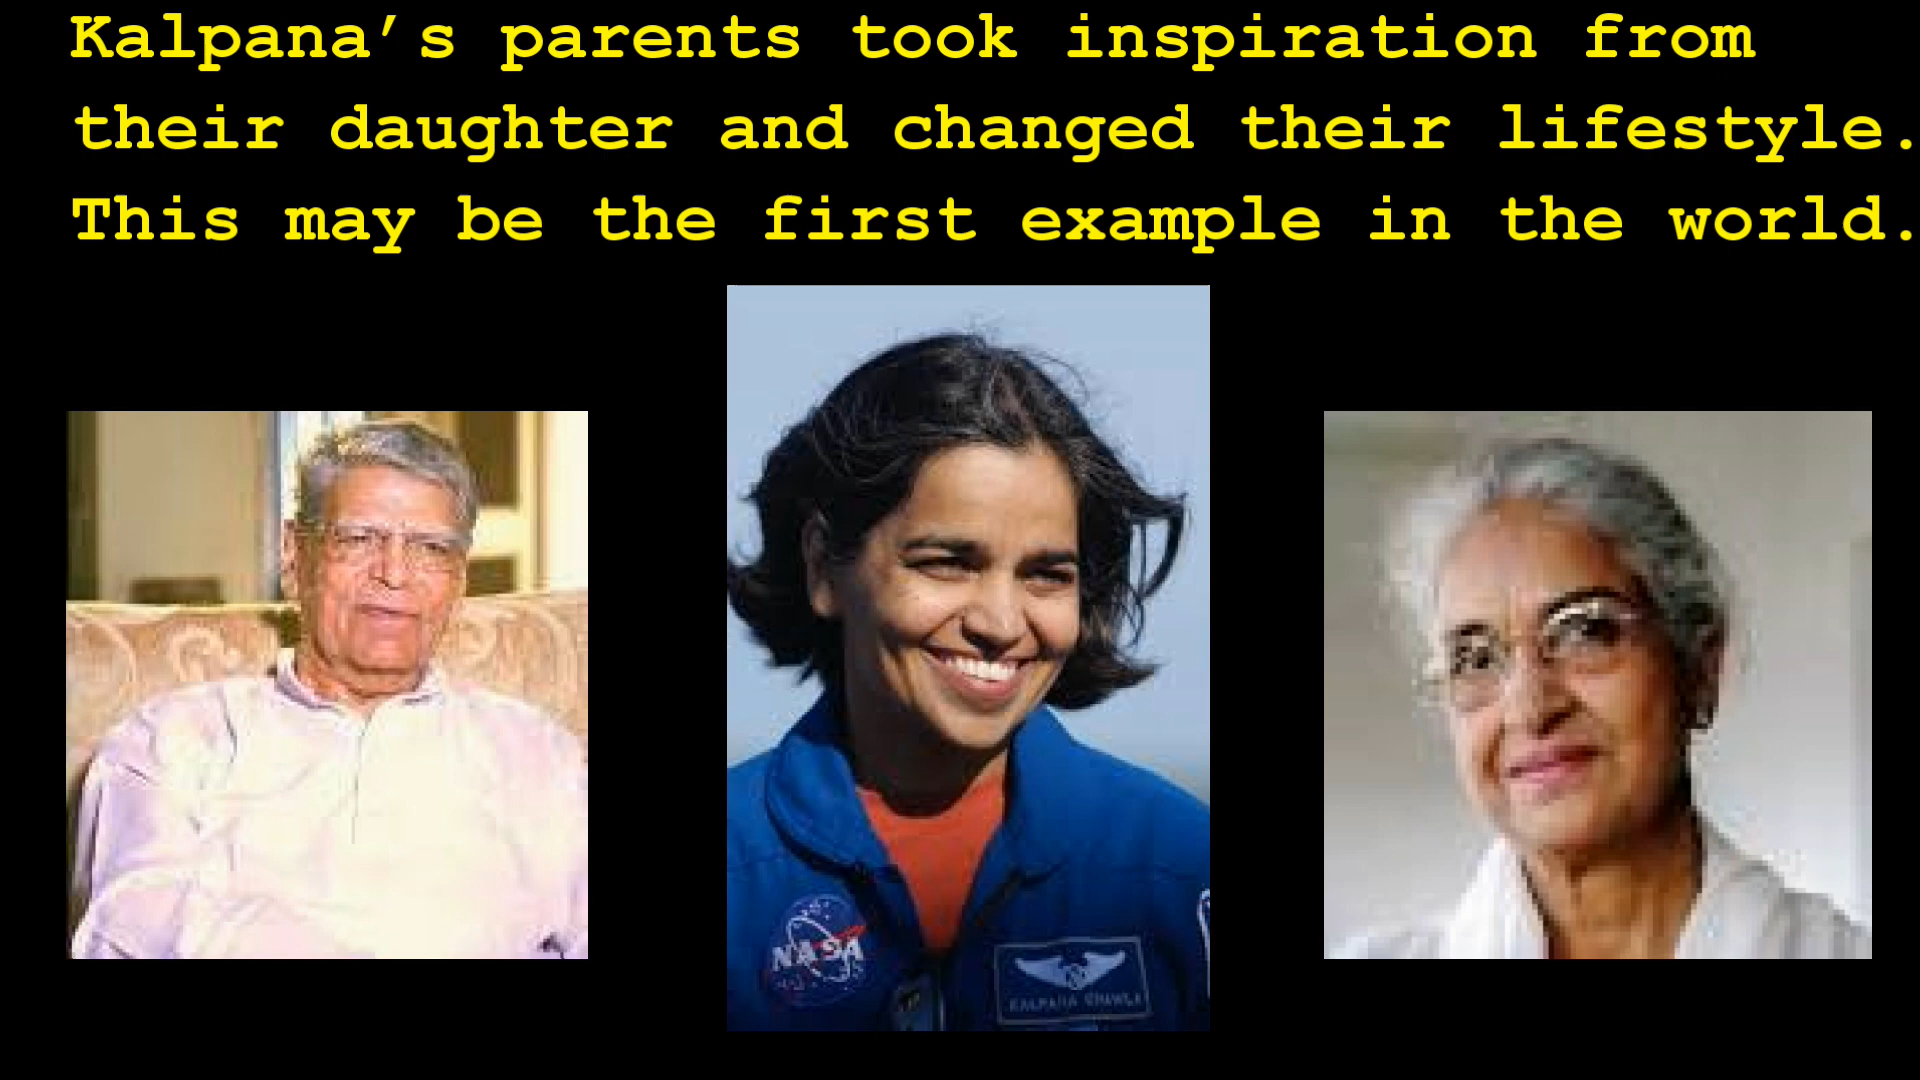 Kalpana’s parents took inspiration from
their daughter and changed their lifestyle.
This may be the first example in the world.
NASA
KALPANA CHAWLA